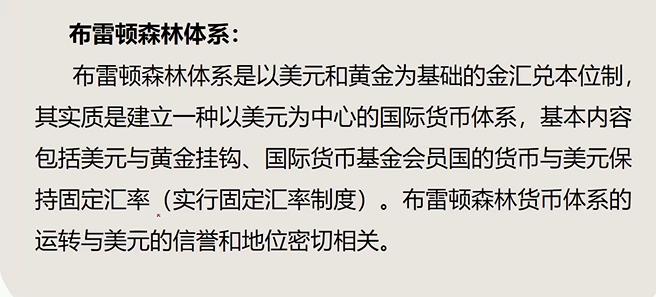 布雷顿森林体系：
布雷顿森林体系是以美元和黄金为基础的金汇兑本位制，
其实质是建立一种以美元为中心的国际货币体系，基本内容
包括美元与黄金挂钩、国际货币基金会员国的货币与美元保
持固定汇率（实行固定汇率制度）。布雷顿森林货币体系的
运转与美元的信誉和地位密切相关。